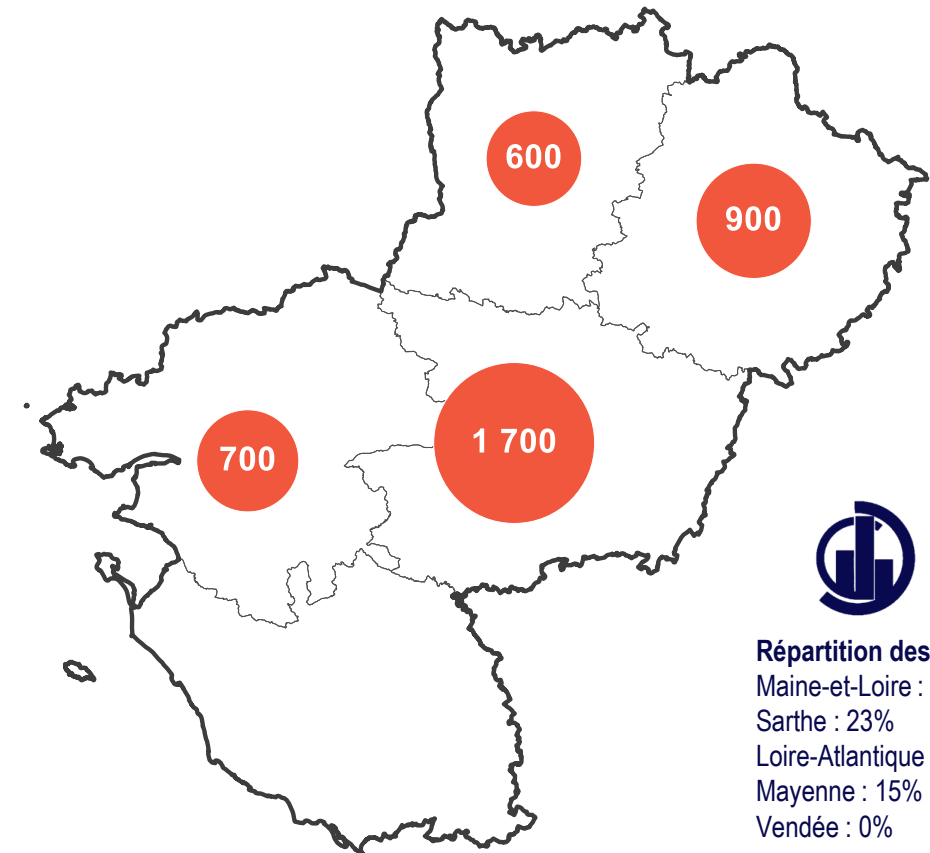 600
900
1 700
700
Répartition des
Maine-et-Loire :
Sarthe : 23%
Loire-Atlantique
Mayenne : 15%
Vendée : 0%